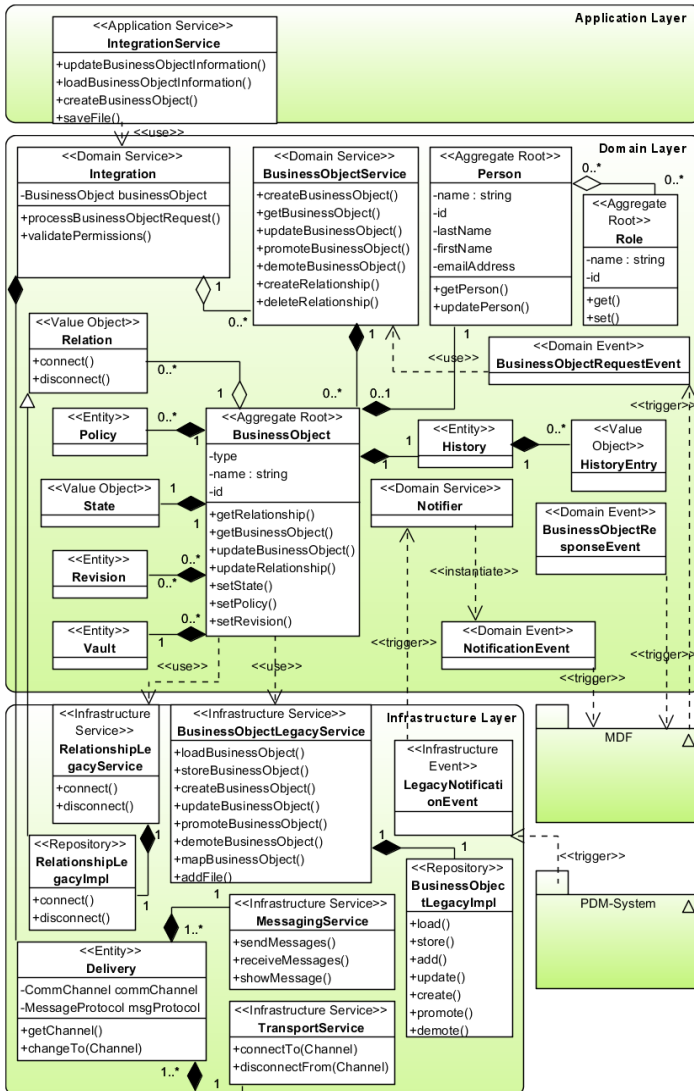 Application Layer
<<Application Service>>
IntegrationService
+updateBusinessObjectInformation()
+loadBusinessObjectInformation()
+createBusinessObject()
+saveFile()
<<use>>
Domain Layer
<<Domain Service>>
Integration
-BusinessObject businessObject
+processBusinessObjectRequest()
+validatePermissions()
<<Domain Service>>
BusinessObjectService
+createBusinessObject()
+getBusinessObject()
+updateBusinessObject()
+promoteBusinessObject()
+demoteBusinessObject()
+createRelationship()
+deleteRelationship()
<<Aggregate Root>>
Person
-name : string
-id
-lastName
-firstName
-emailAddress
+getPerson()
+updatePerson()
0..*
0..*
<<Aggregate
Root>>
Role
-name : string
-id
+get()
+set()
1
0..*
1
1
<<use>>
<<Domain Event>>
BusinessObjectRequestEvent
<<trigger>>
<<Value Object>>
Relation
+connect()
+disconnect()
0..*
1
0..*
0..1
<<Entity>>
Policy
0..*
1
<<Aggregate Root>>
BusinessObject
-type
-name : string
-id
+getRelationship()
+getBusinessObject()
+updateBusinessObject()
+updateRelationship()
+setState()
+setPolicy()
+setRevision()
1
1
<<Entity>>
History
0..*
1
<<Value
Object>>
HistoryEntry
<<Value Object>>
State
1
1
<<Domain Service>>
Notifier
<<Domain Event>>
BusinessObjectRe
sponseEvent
<<Entity>>
Revision
0..*
0..*
<<instantiate>>
<<Entity>>
Vault
0..*
1
<<use>>
<<use>>
<<trigger>>
<<Domain Event>>
NotificationEvent
<<trigger>>
<<trigger>>
<<trigger>>
Infrastructure Layer
<<Infrastructure
Service>>
RelationshipLe
gacyService
+connect()
+disconnect()
<<Infrastructure Service>>
BusinessObjectLegacyService
+loadBusinessObject()
+storeBusinessObject()
+createBusinessObject()
+updateBusinessObject()
+promoteBusinessObject()
+demoteBusinessObject()
+mapBusinessObject()
+addFile()
<<Infrastructure
Event>>
LegacyNotificati
onEvent
MDF
<<trigger>>
1
1
<<Repository>>
RelationshipLe
gacyImpl
+connect()
+disconnect()
1
1
<<Repository>>
BusinessObjec
tLegacyImpl
+load()
+store()
+add()
+update()
+create()
+promote()
+demote()
PDM-System
<<Infrastructure Service>>
MessagingService
+sendMessages()
+receiveMessages()
+showMessage()
1
1..*
<<Entity>>
Delivery
-CommChannel commChannel
-MessageProtocol msgProtocol
+getChannel()
+changeTo(Channel)
<<Infrastructure Service>>
TransportService
+connectTo(Channel)
+disconnectFrom(Channel)
1..*
1